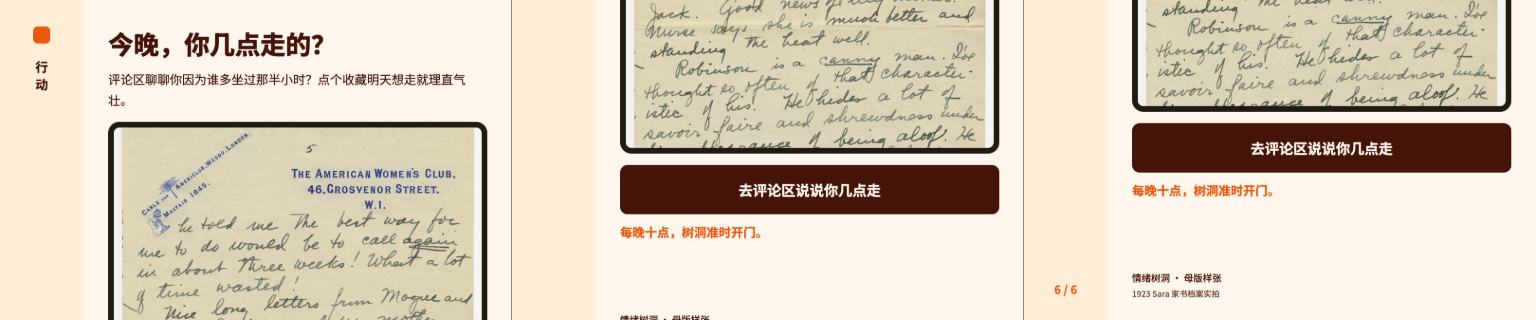 行动
今晚，你几点走的？
评论区聊聊你因为谁多坐过那半小时？点个收藏明天想走就理直气
壮。
CABLE AND AMERICLUB, WESDO, LONDON.
MAYFAIR 1945.
5
THE AMERICAN WOMEN'S CLUB,
46, GROSVENOR STREET.
W.1.
he told me the best way for
me to do would be to call again
in about three weeks! What a lot
of time wasted!
Nice long letters from Moque and
Jack. Good news of
Nurse says she is much better and
standing the heat well.
Robinson is a canny man. I've
thought so often of that character-
istic of his. He hides a lot of
savoir faire and shrewdness under
of being aloof. He
去评论区说说你几点走
每晚十点，树洞准时开门。
情绪树洞 · 母版样张
6 / 6
standing the heat well.
Robinson is a canny man. I've
thought so often of that character-
istic of his. He hides a lot of
savoir faire and shrewdness under
of being aloof. He
去评论区说说你几点走
每晚十点，树洞准时开门。
情绪树洞 · 母版样张
1923 Sara 家书档案实拍